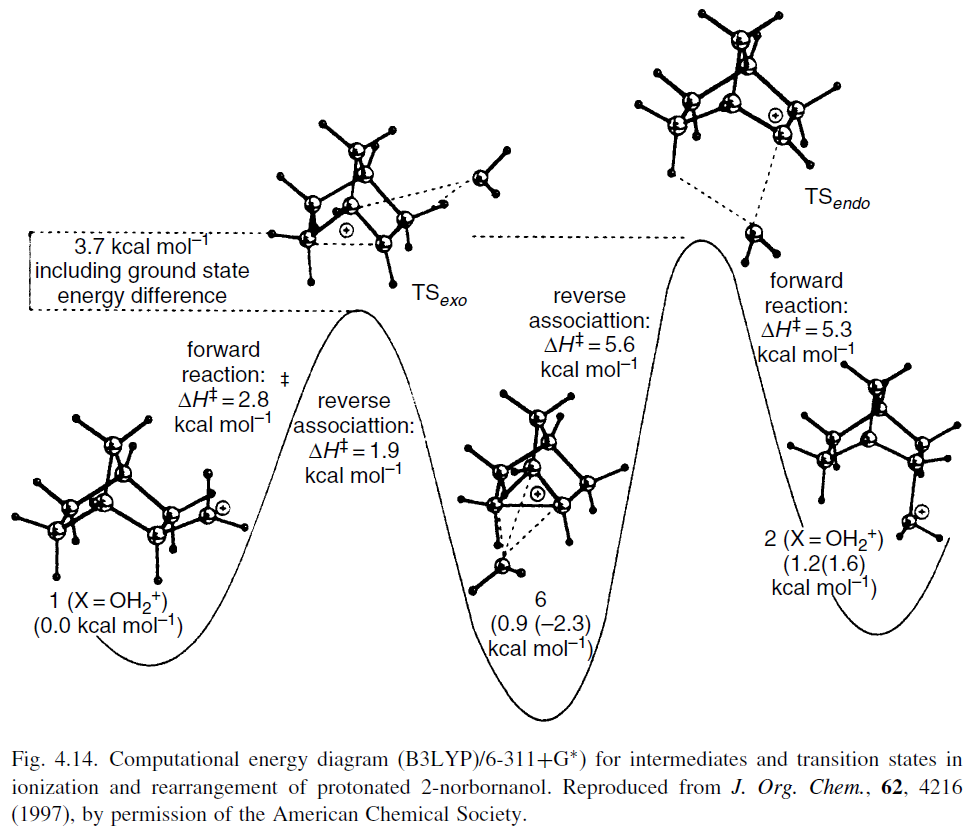 TSendo
3.7 kcal mol⁻¹
including ground state
energy difference
TSexo
forward
reaction:
ΔH‡ = 2.8
kcal mol⁻¹
‡
reverse
associattion:
ΔH‡ = 1.9
kcal mol⁻¹
reverse
associattion:
ΔH‡ = 5.6
kcal mol⁻¹
forward
reaction:
ΔH‡ = 5.3
kcal mol⁻¹
1 (X = OH₂⁺)
(0.0 kcal mol⁻¹)
6
(0.9 (–2.3)
kcal mol⁻¹)
2 (X = OH₂⁺)
(1.2(1.6)
kcal mol⁻¹)
Fig. 4.14. Computational energy diagram (B3LYP)/6-311+G*) for intermediates and transition states in
ionization and rearrangement of protonated 2-norbornanol. Reproduced from J. Org. Chem., 62, 4216
(1997), by permission of the American Chemical Society.